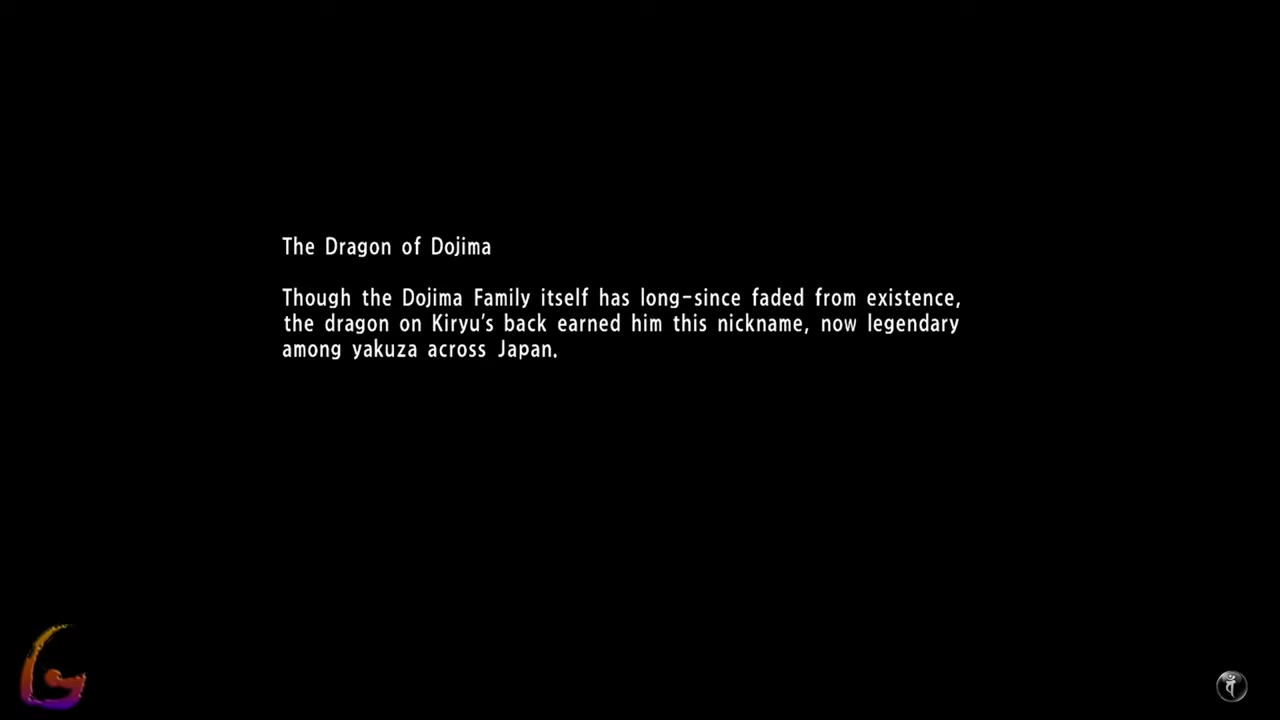 The Dragon of Dojima
Though the Dojima Family itself has long-since faded from existence,
the dragon on Kiryu's back earned him this nickname, now legendary
among yakuza across Japan.